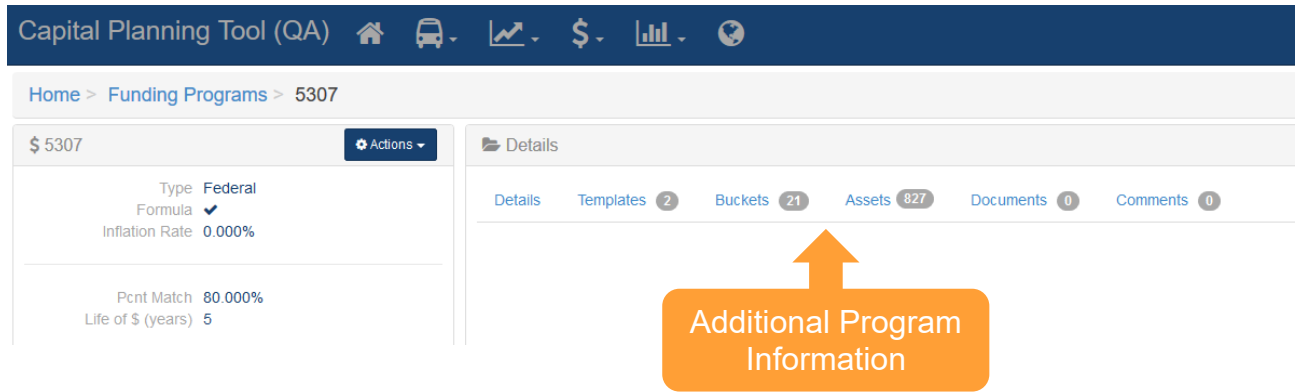 Capital Planning Tool (QA)
Home > Funding Programs > 5307
$ 5307
Actions
Type Federal
Formula ✔
Inflation Rate 0.000%
Pcnt Match 80.000%
Life of $ (years) 5
Details
Details Templates 2 Buckets 21 Assets 827 Documents 0 Comments 0
Additional Program
Information